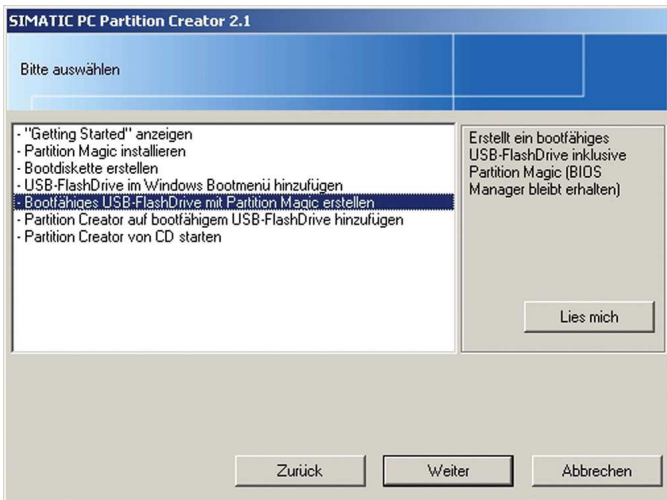 SIMATIC PC Partition Creator 2.1
Bitte auswählen
- "Getting Started" anzeigen
- Partition Magic installieren
- Bootdiskette erstellen
- USB-FlashDrive im Windows Bootmenü hinzufügen
- Bootfähiges USB-FlashDrive mit Partition Magic erstellen
- Partition Creator auf bootfähigem USB-FlashDrive hinzufügen
- Partition Creator von CD starten
Erstellt ein bootfähiges
USB-FlashDrive inklusive
Partition Magic (BIOS
Manager bleibt erhalten)
Lies mich
Zurück
Weiter
Abbrechen